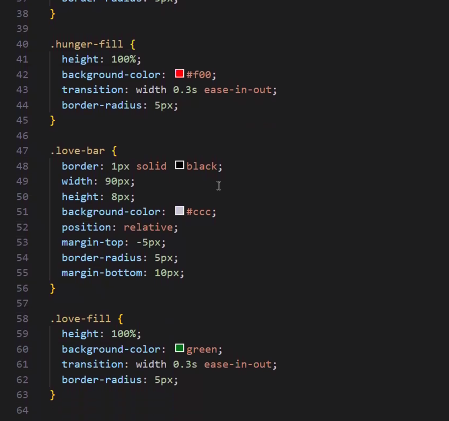 37 border-radius: 5px;
38 }
39
40 .hunger-fill {
41 height: 100%;
42 background-color: #f00;
43 transition: width 0.3s ease-in-out;
44 border-radius: 5px;
45 }
46
47 .love-bar {
48 border: 1px solid black;
49 width: 90px;
50 height: 8px;
51 background-color: #ccc;
52 position: relative;
53 margin-top: -5px;
54 border-radius: 5px;
55 margin-bottom: 10px;
56 }
57
58 .love-fill {
59 height: 100%;
60 background-color: green;
61 transition: width 0.3s ease-in-out;
62 border-radius: 5px;
63 }
64